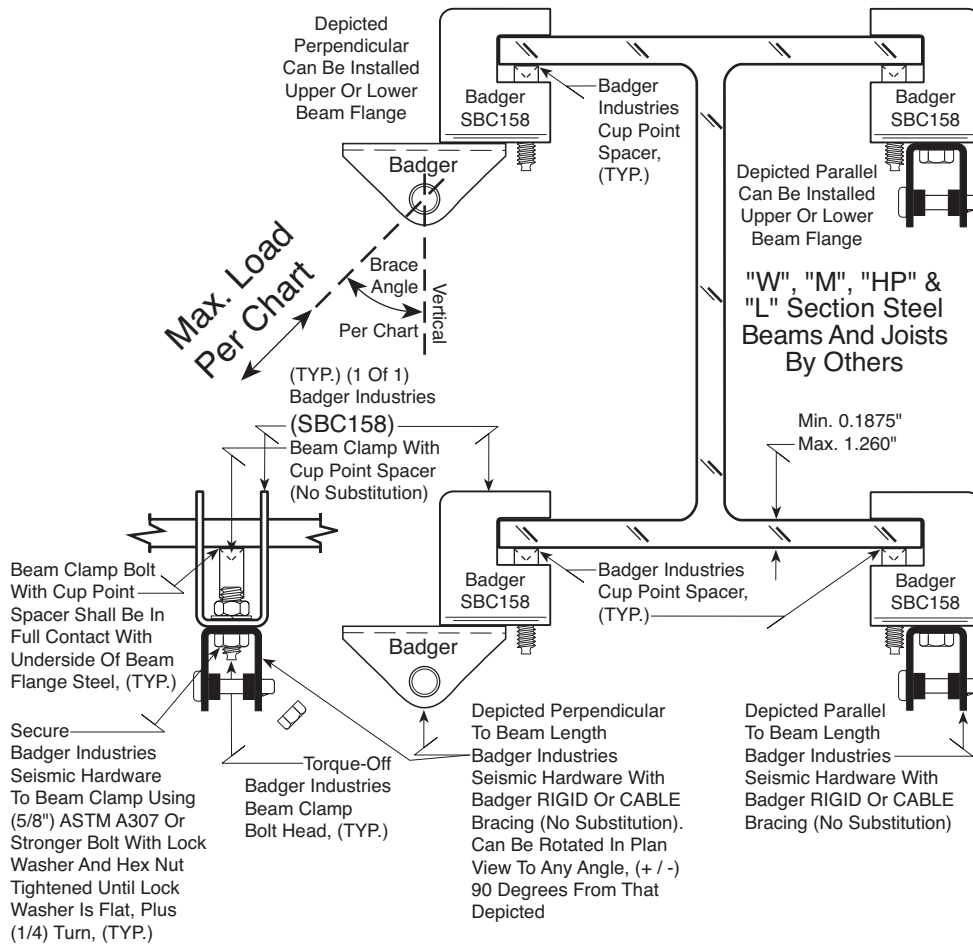 Depicted
Perpendicular
Can Be Installed
Upper Or Lower
Beam Flange
Badger
SBC158
Badger
Industries
Cup Point
Spacer,
(TYP.)
Badger
SBC158
Depicted Parallel
Can Be Installed
Upper Or Lower
Beam Flange
Badger
Max. Load
Per Chart
Brace
Angle
Per Chart
Vertical
"W", "M", "HP" &
"L" Section Steel
Beams And Joists
By Others
(TYP.) (1 Of 1)
Badger Industries
(SBC158)
Beam Clamp With
Cup Point Spacer
(No Substitution)
Min. 0.1875"
Max. 1.260"
Beam Clamp Bolt
With Cup Point
Spacer Shall Be In
Full Contact With
Underside Of Beam
Flange Steel, (TYP.)
Badger
SBC158
Badger Industries
Cup Point Spacer,
(TYP.)
Badger
SBC158
Badger
Secure
Badger Industries
Seismic Hardware
To Beam Clamp Using
(5/8") ASTM A307 Or
Stronger Bolt With Lock
Washer And Hex Nut
Tightened Until Lock
Washer Is Flat, Plus
(1/4) Turn, (TYP.)
Torque-Off
Badger Industries
Beam Clamp
Bolt Head, (TYP.)
Depicted Perpendicular
To Beam Length
Badger Industries
Seismic Hardware With
Badger RIGID Or CABLE
Bracing (No Substitution).
Can Be Rotated In Plan
View To Any Angle, (+ / -)
90 Degrees From That
Depicted
Depicted Parallel
To Beam Length
Badger Industries
Seismic Hardware With
Badger RIGID Or CABLE
Bracing (No Substitution)